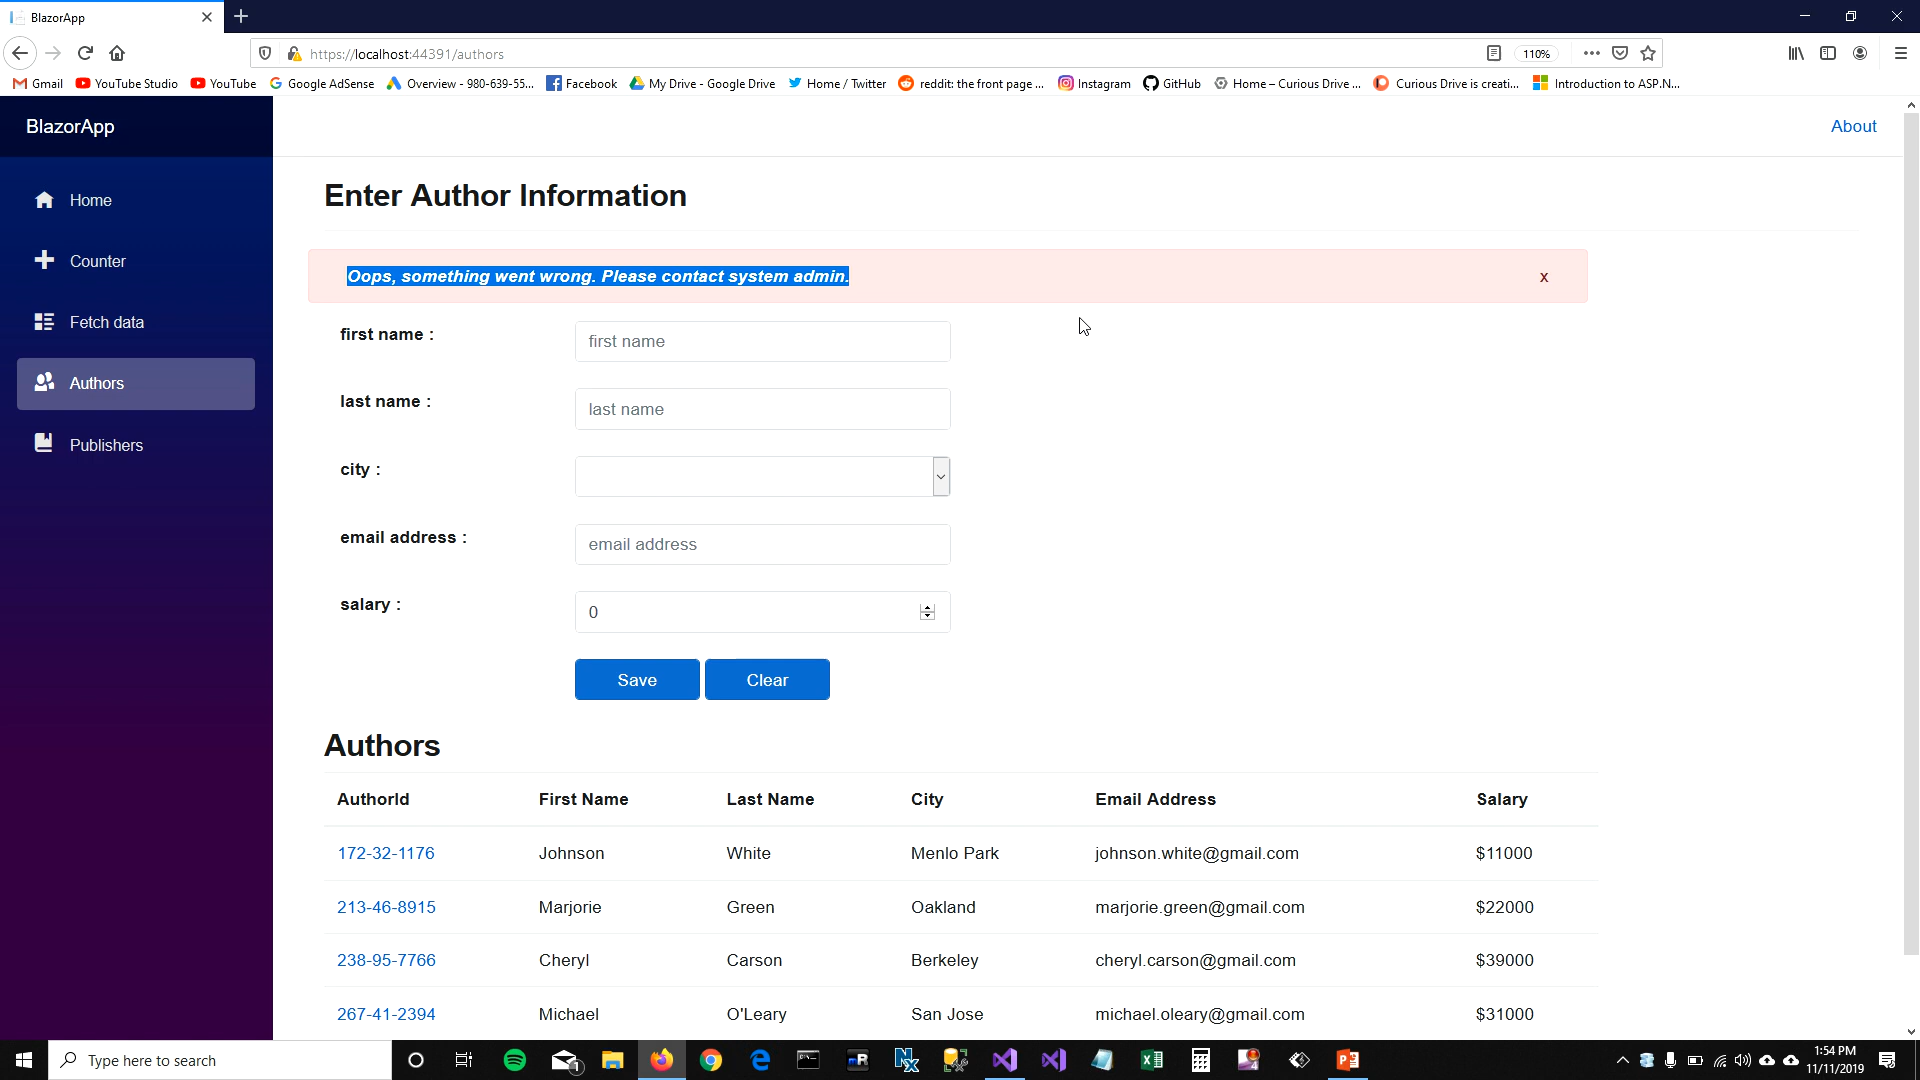 BlazorApp
https://localhost:44391/authors
110%
Gmail YouTube Studio YouTube Google AdSense Overview - 980-639-55... Facebook My Drive - Google Drive Home / Twitter reddit: the front page ... Instagram GitHub Home – Curious Drive ... Curious Drive is creati... Introduction to ASP.N...
BlazorApp
About
Home
Counter
Fetch data
Authors
Publishers
Enter Author Information
Oops, something went wrong. Please contact system admin. x
first name : first name
last name : last name
city :
email address : email address
salary : 0
Save Clear
Authors
AuthorId First Name Last Name City Email Address Salary
172-32-1176 Johnson White Menlo Park johnson.white@gmail.com $11000
213-46-8915 Marjorie Green Oakland marjorie.green@gmail.com $22000
238-95-7766 Cheryl Carson Berkeley cheryl.carson@gmail.com $39000
267-41-2394 Michael O'Leary San Jose michael.oleary@gmail.com $31000
Type here to search
1:54 PM
11/11/2019